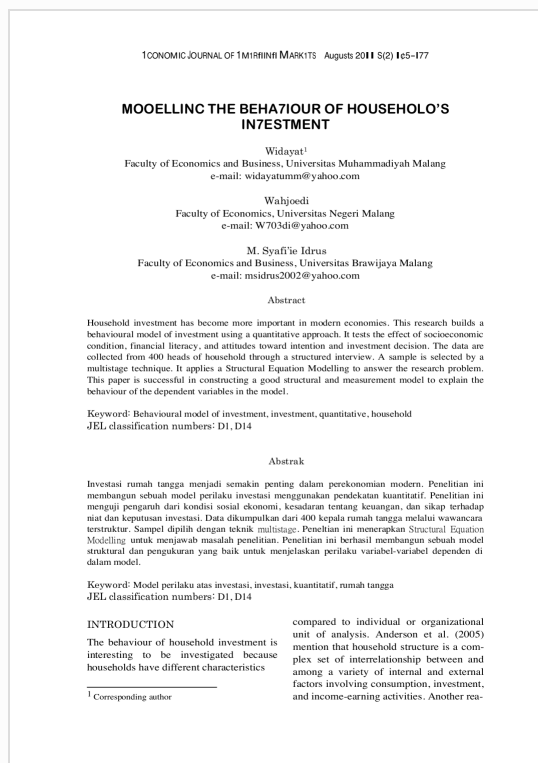 1CONOMIC JOURNAL OF 1M1RfIINfI MARK1TS Augusts 2011 S(2) I¢5–I77
MOOELLINC THE BEHA7IOUR OF HOUSEHOLO’S
IN7ESTMENT
Widayat1
Faculty of Economics and Business, Universitas Muhammadiyah Malang
e-mail: widayatumm@yahoo.com
Wahjoedi
Faculty of Economics, Universitas Negeri Malang
e-mail: W703di@yahoo.com
M. Syafi’ie Idrus
Faculty of Economics and Business, Universitas Brawijaya Malang
e-mail: msidrus2002@yahoo.com
Abstract
Household investment has become more important in modern economies. This research builds a
behavioural model of investment using a quantitative approach. It tests the effect of socioeconomic
condition, financial literacy, and attitudes toward intention and investment decision. The data are
collected from 400 heads of household through a structured interview. A sample is selected by a
multistage technique. It applies a Structural Equation Modelling to answer the research problem.
This paper is successful in constructing a good structural and measurement model to explain the
behaviour of the dependent variables in the model.
Keyword: Behavioural model of investment, investment, quantitative, household
JEL classification numbers: D1, D14
Abstrak
Investasi rumah tangga menjadi semakin penting dalam perekonomian modern. Penelitian ini
membangun sebuah model perilaku investasi menggunakan pendekatan kuantitatif. Penelitian ini
menguji pengaruh dari kondisi sosial ekonomi, kesadaran tentang keuangan, dan sikap terhadap
niat dan keputusan investasi. Data dikumpulkan dari 400 kepala rumah tangga melalui wawancara
terstruktur. Sampel dipilih dengan teknik multistage. Penelitian ini menerapkan Structural Equation
Modelling untuk menjawab masalah penelitian. Penelitian ini berhasil membangun sebuah model
struktural dan pengukuran yang baik untuk menjelaskan perilaku variabel-variabel dependen di
dalam model.
Keyword: Model perilaku atas investasi, investasi, kuantitatif, rumah tangga
JEL classification numbers: D1, D14
INTRODUCTION
The behaviour of household investment is
interesting to be investigated because
households have different characteristics
1 Corresponding author
compared to individual or organizational
unit of analysis. Anderson et al. (2005)
mention that household structure is a com-
plex set of interrelationship between and
among a variety of internal and external
factors involving consumption, investment,
and income-earning activities. Another rea-